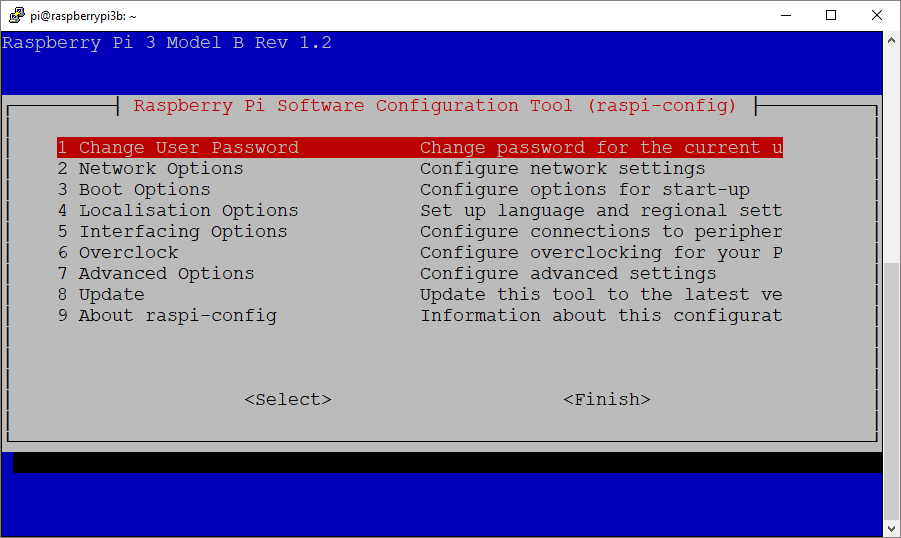 pi@raspberrypi3b: ~
Raspberry Pi 3 Model B Rev 1.2
Raspberry Pi Software Configuration Tool (raspi-config)
1 Change User Password Change password for the current u
2 Network Options Configure network settings
3 Boot Options Configure options for start-up
4 Localisation Options Set up language and regional sett
5 Interfacing Options Configure connections to peripher
6 Overclock Configure overclocking for your P
7 Advanced Options Configure advanced settings
8 Update Update this tool to the latest ve
9 About raspi-config Information about this configurat
<Select> <Finish>